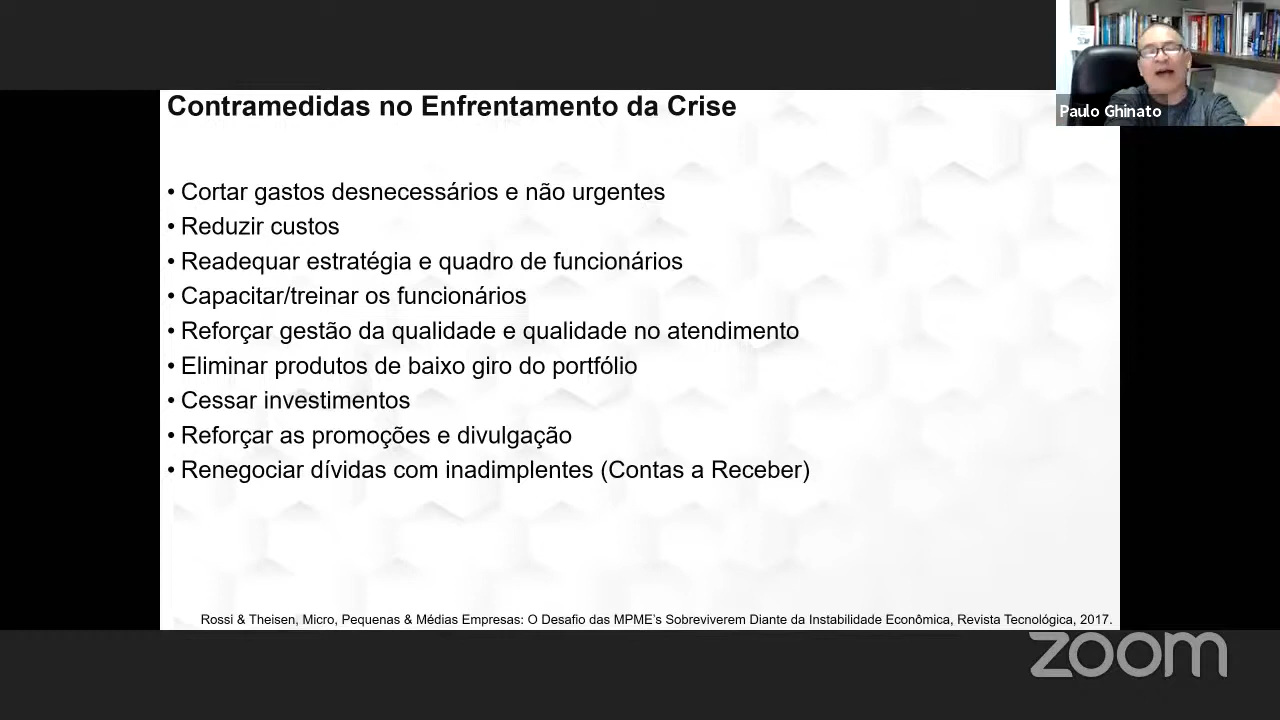 Contramedidas no Enfrentamento da Crise
Paulo Ghinato
• Cortar gastos desnecessários e não urgentes
• Reduzir custos
• Readequar estratégia e quadro de funcionários
• Capacitar/treinar os funcionários
• Reforçar gestão da qualidade e qualidade no atendimento
• Eliminar produtos de baixo giro do portfólio
• Cessar investimentos
• Reforçar as promoções e divulgação
• Renegociar dívidas com inadimplentes (Contas a Receber)
Rossi & Theisen, Micro, Pequenas & Médias Empresas: O Desafio das MPME's Sobreviverem Diante da Instabilidade Econômica, Revista Tecnológica, 2017.
zoom